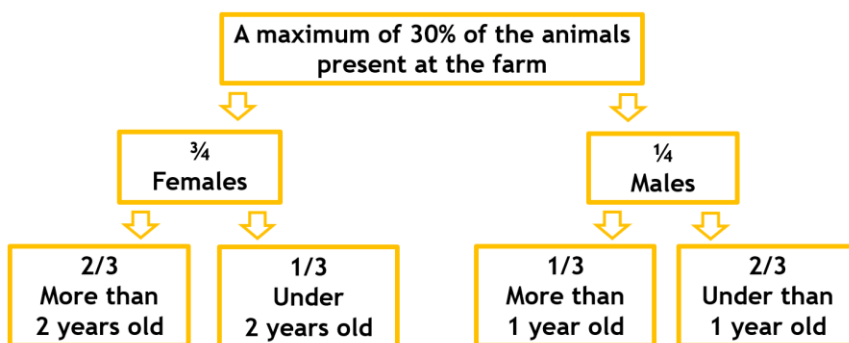 A maximum of 30% of the animals
present at the farm
¾
Females
¼
Males
2/3
More than
2 years old
1/3
Under
2 years old
1/3
More than
1 year old
2/3
Under than
1 year old